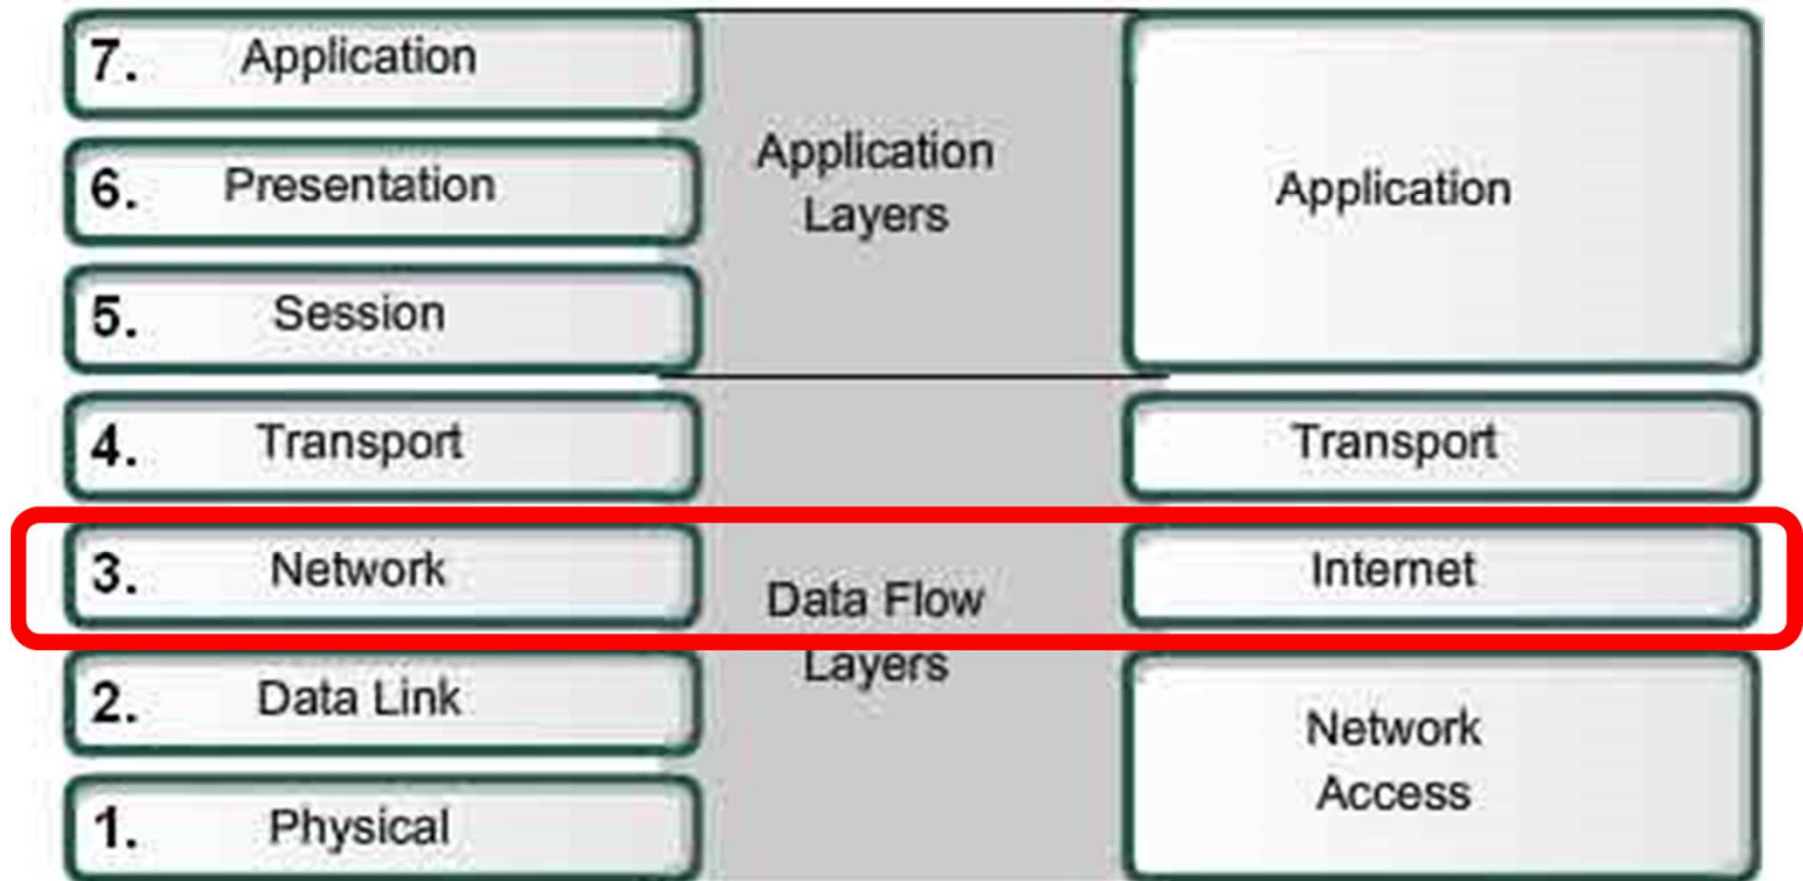 7. Application
6. Presentation
5. Session
4. Transport
3. Network
2. Data Link
1. Physical
Application
Layers
Data Flow
Layers
Application
Transport
Internet
Network
Access